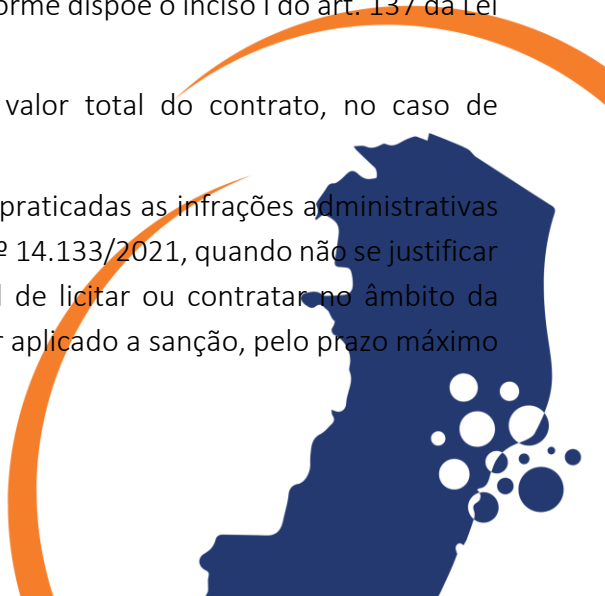 orme dispõe o inciso I do art. 137 da Lei
valor total do contrato, no caso de
praticadas as infrações administrativas
º 14.133/2021, quando não se justificar
de licitar ou contratar no âmbito da
aplicado a sanção, pelo prazo máximo